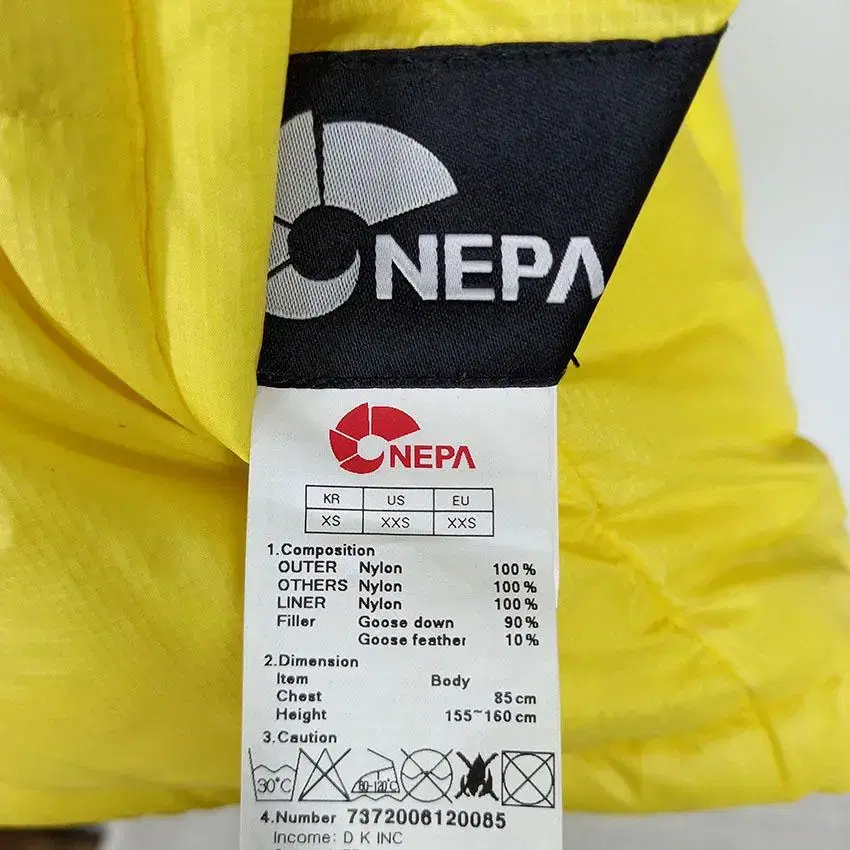 NEPA
NEPA
KR US EU
XS XXS XXS
1.Composition
OUTER Nylon 100%
OTHERS Nylon 100%
LINER Nylon 100%
Filler Goose down 90%
Goose feather 10%
2.Dimension
Item Body
Chest 85cm
Height 155~160cm
3.Caution
30°C 80-120°C
4.Number 7372006120085
Income: D K INC